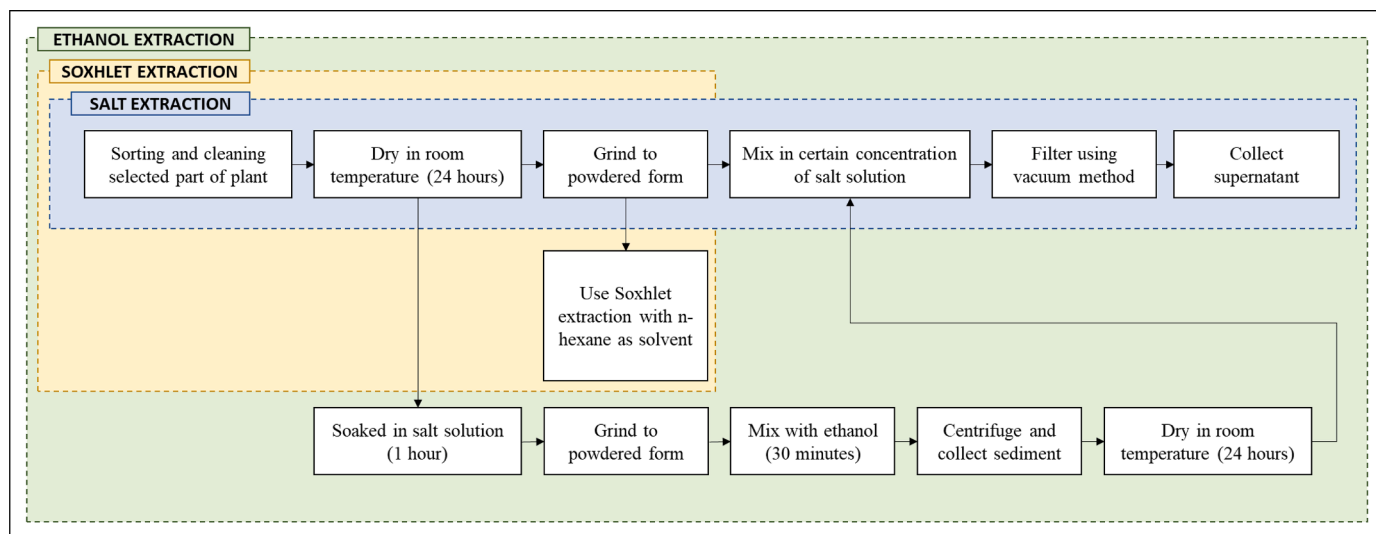 ETHANOL EXTRACTION
SOXHLET EXTRACTION
SALT EXTRACTION
Sorting and cleaning
selected part of plant
Dry in room
temperature (24 hours)
Grind to
powdered form
Mix in certain concentration
of salt solution
Filter using
vacuum method
Collect
supernatant
Use Soxhlet
extraction with n-
hexane as solvent
Soaked in salt solution
(1 hour)
Grind to
powdered form
Mix with ethanol
(30 minutes)
Centrifuge and
collect sediment
Dry in room
temperature (24 hours)